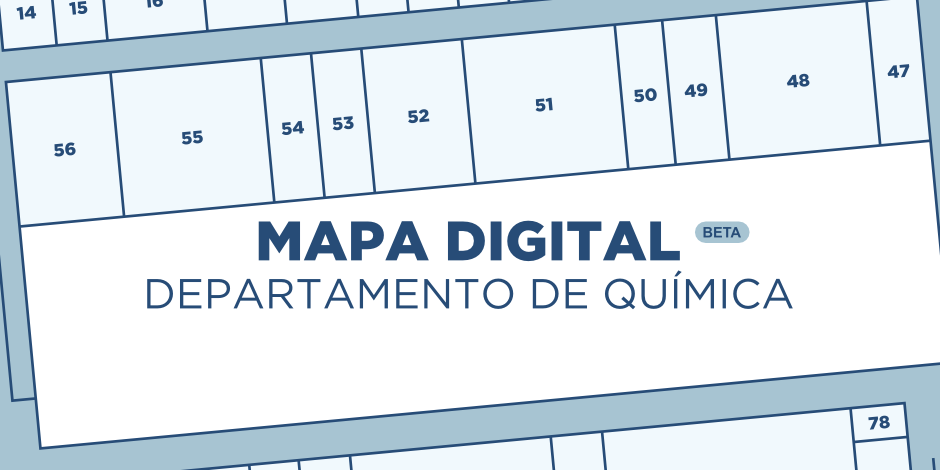 14 15 16
56 55 54 53 52 51 50 49 48 47
MAPA DIGITAL BETA
DEPARTAMENTO DE QUÍMICA
78